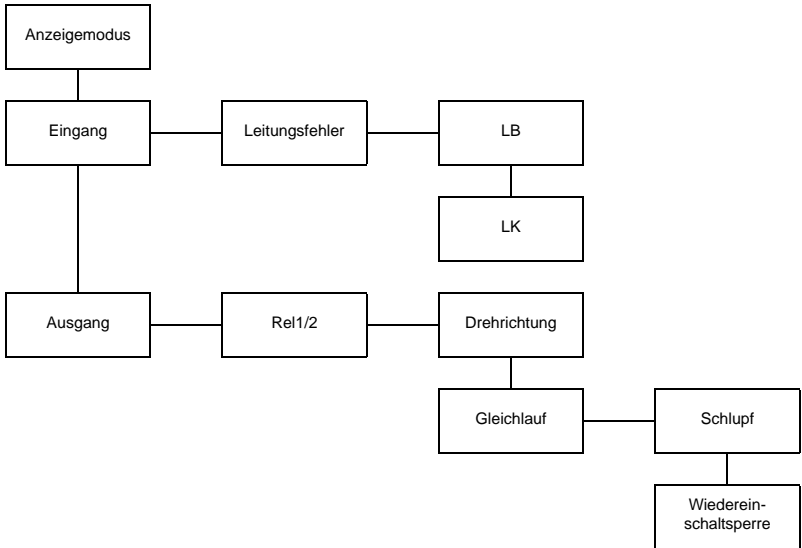 Anzeigemodus
Eingang
Leitungsfehler
LB
LK
Ausgang
Rel1/2
Drehrichtung
Gleichlauf
Schlupf
Wiederein-
schaltsperre